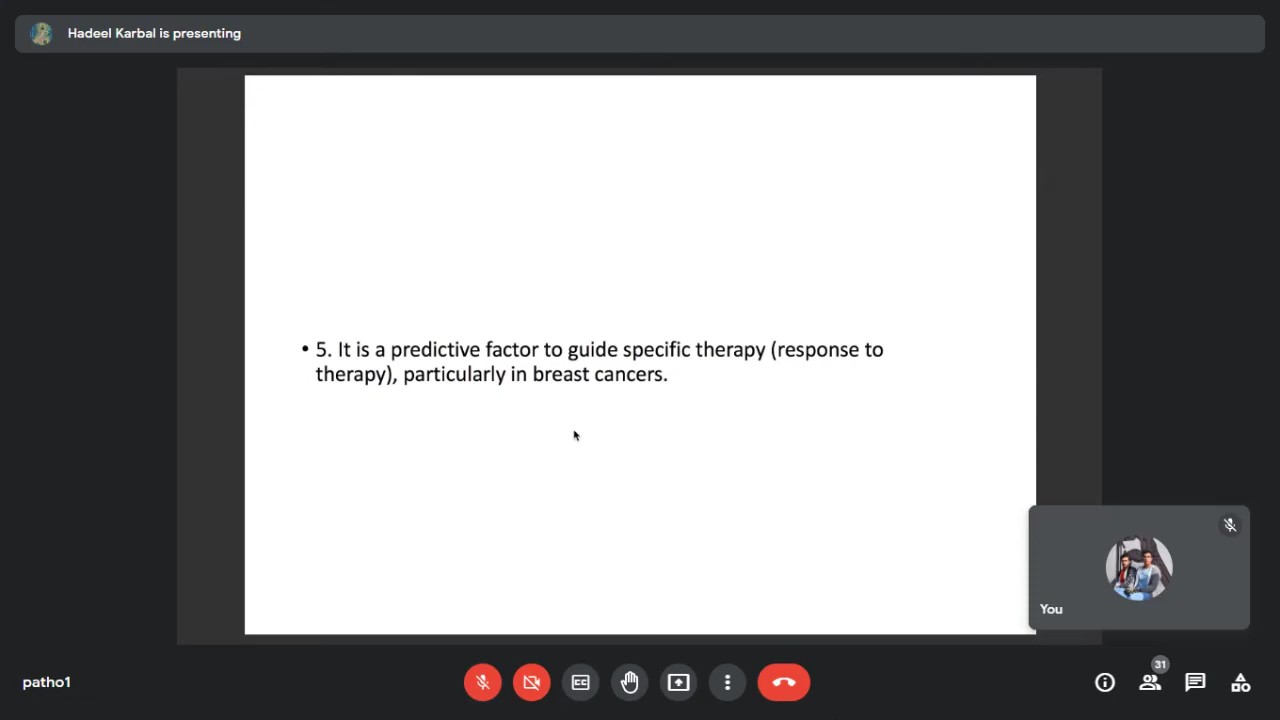 Hadeel Karbal is presenting
• 5. It is a predictive factor to guide specific therapy (response to
therapy), particularly in breast cancers.
You
patho1
CC
31